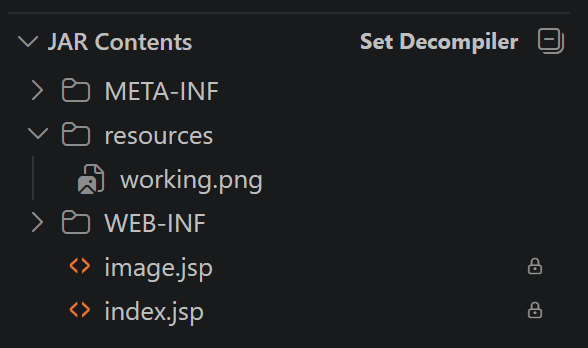 JAR Contents Set Decompiler
META-INF
resources
working.png
WEB-INF
image.jsp
index.jsp